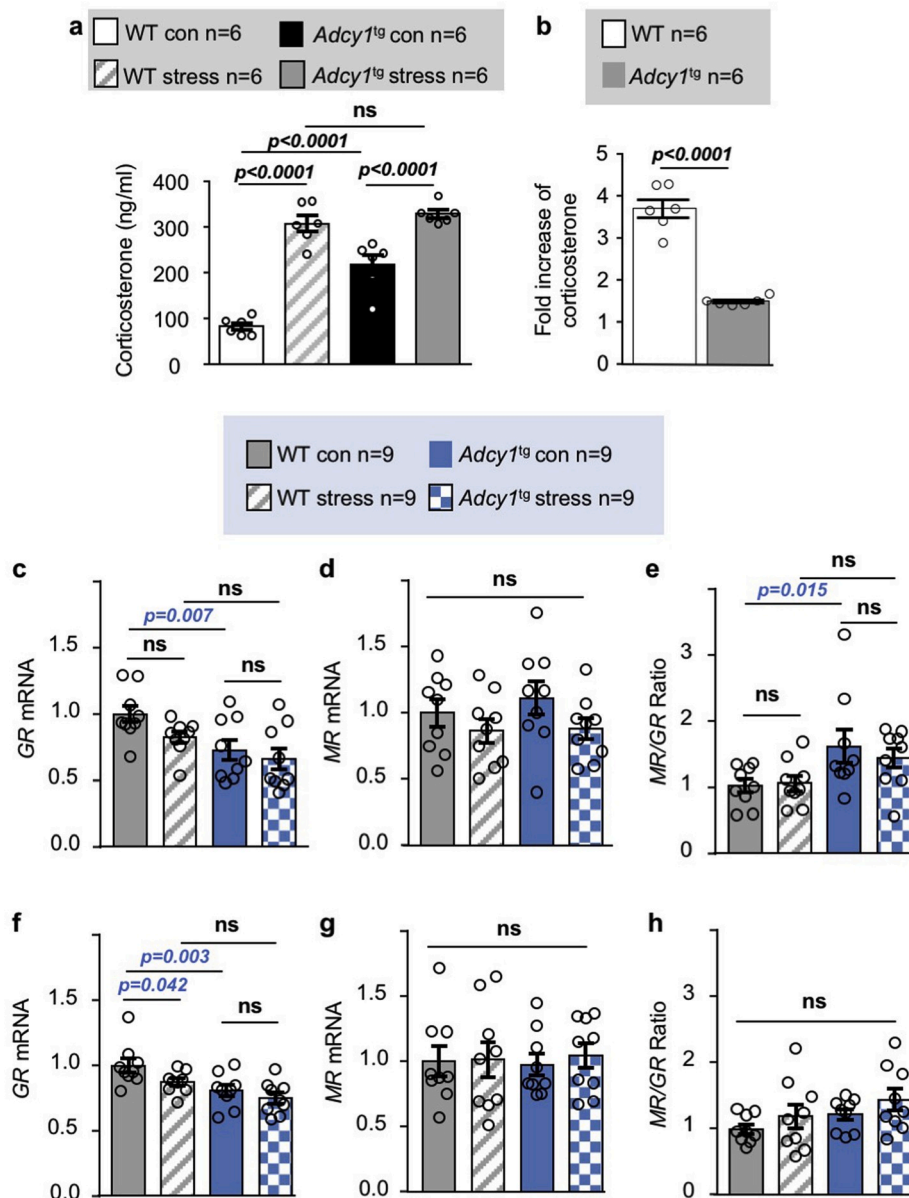 a
WT con n=6
Adcy1tg con n=6
WT stress n=6
Adcy1tg stress n=6
ns
p<0.0001
p<0.0001
p<0.0001
Corticosterone (ng/ml)
400
300
200
100
0
b
WT n=6
Adcy1tg n=6
p<0.0001
Fold increase of
corticosterone
5
4
3
2
1
0
WT con n=9
Adcy1tg con n=9
WT stress n=9
Adcy1tg stress n=9
c
ns
p=0.007
ns
ns
GR mRNA
1.5
1.0
0.5
0.0
d
ns
MR mRNA
1.5
1.0
0.5
0.0
e
ns
p=0.015
ns
ns
MR/GR Ratio
3
2
1
0
f
ns
p=0.003
p=0.042
ns
GR mRNA
1.5
1.0
0.5
0.0
g
ns
MR mRNA
1.5
1.0
0.5
0.0
h
ns
MR/GR Ratio
3
2
1
0